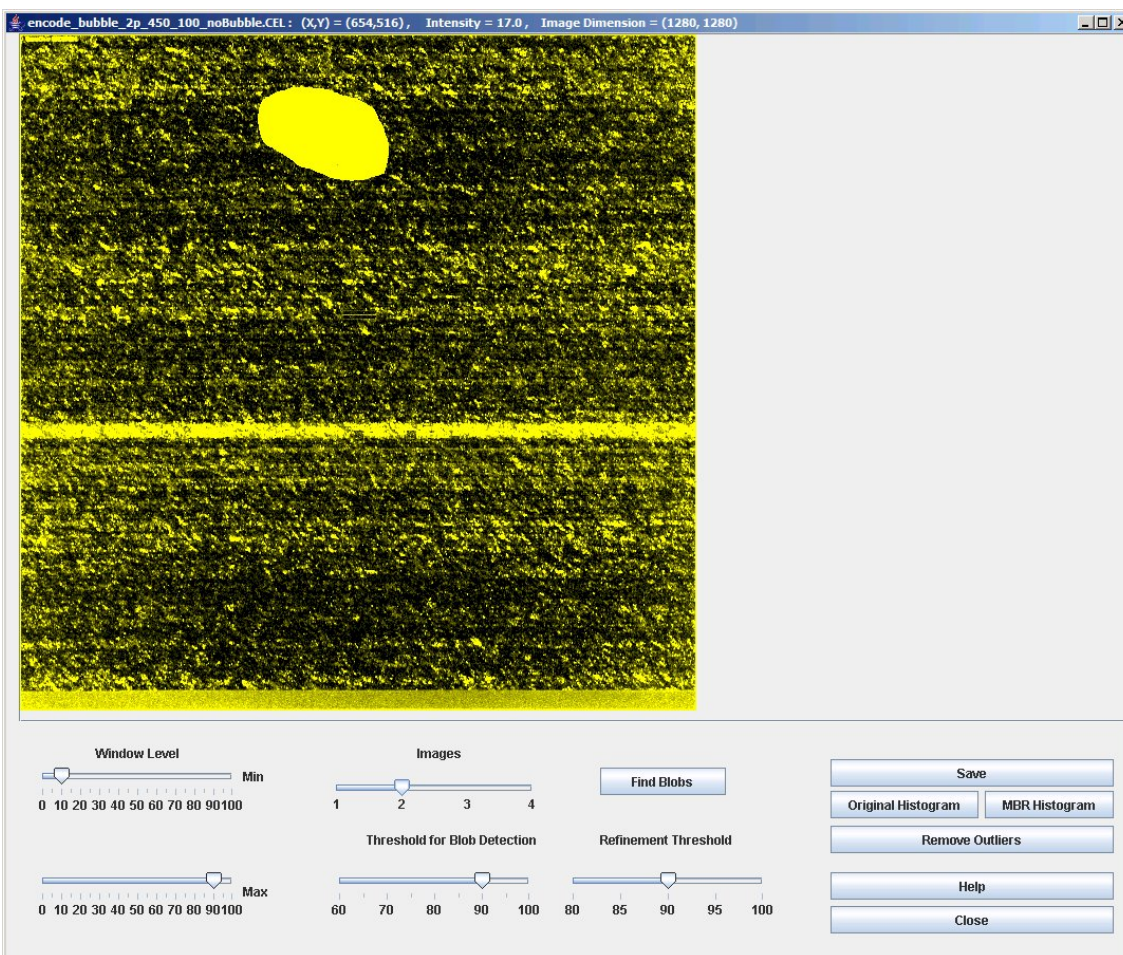 encode_bubble_2p_450_100_noBubble.CEL : (X,Y) = (654,516) , Intensity = 17.0 , Image Dimension = (1280, 1280)
Window Level
Min
0 10 20 30 40 50 60 70 80 90 100
Images
1 2 3 4
Find Blobs
Save
Original Histogram MBR Histogram
Threshold for Blob Detection Refinement Threshold
Remove Outliers
Max
0 10 20 30 40 50 60 70 80 90 100
60 70 80 90 100
80 85 90 95 100
Help
Close